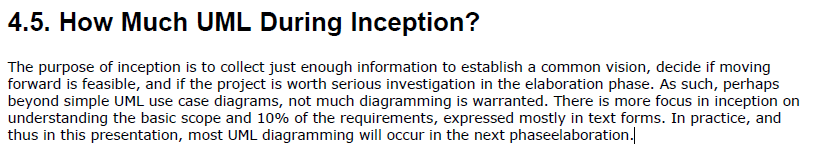 4.5. How Much UML During Inception?
The purpose of inception is to collect just enough information to establish a common vision, decide if moving
forward is feasible, and if the project is worth serious investigation in the elaboration phase. As such, perhaps
beyond simple UML use case diagrams, not much diagramming is warranted. There is more focus in inception on
understanding the basic scope and 10% of the requirements, expressed mostly in text forms. In practice, and
thus in this presentation, most UML diagramming will occur in the next phaseelaboration.